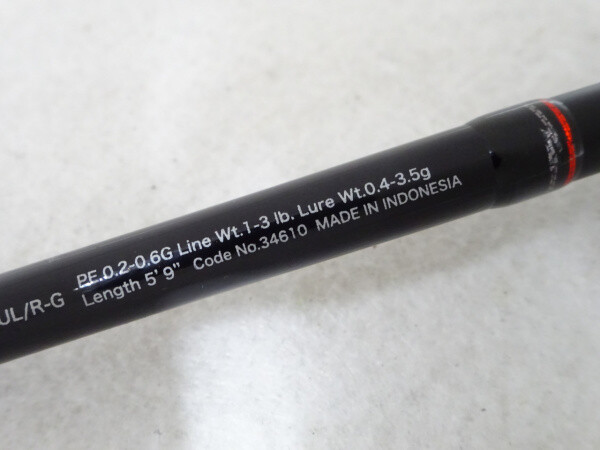 UL/R-G
PE.0.2-0.6G Line Wt.1-3 lb. Lure Wt.0.4-3.5g
Length 5' 9" Code No.34610 MADE IN INDONESIA